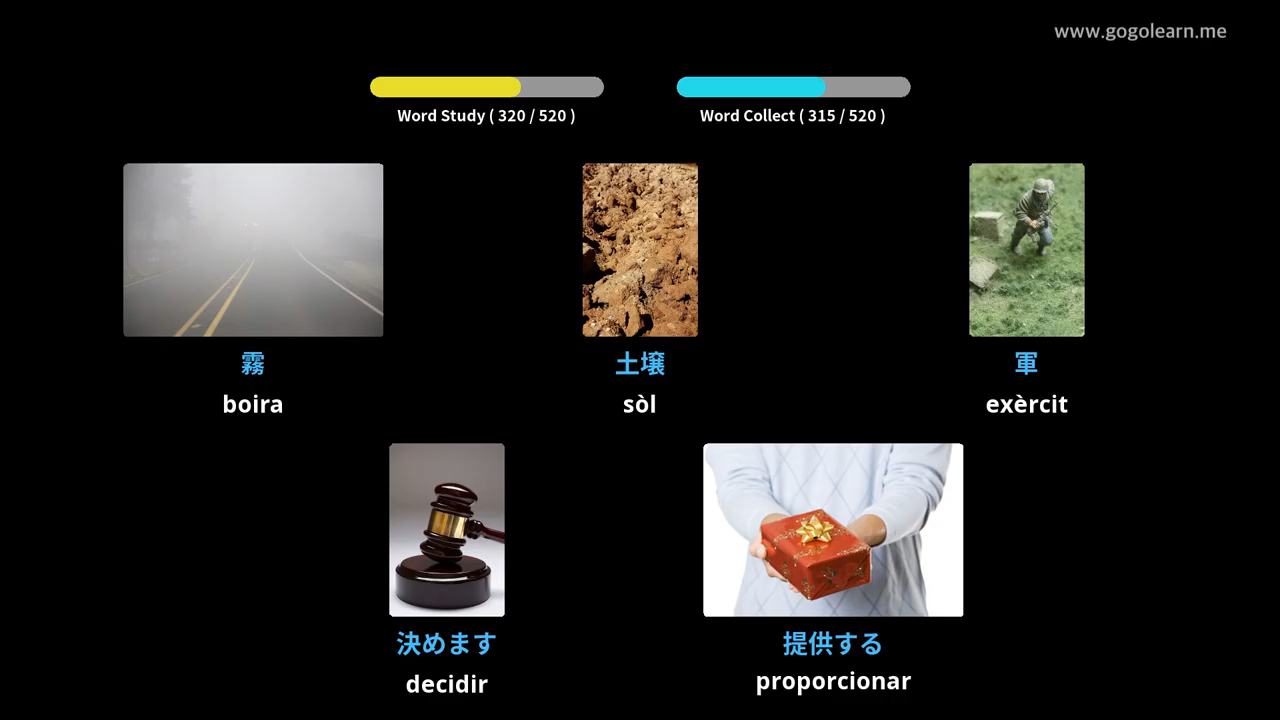 www.gogolearn.me
Word Study ( 320 / 520 )
Word Collect ( 315 / 520 )
霧
土壌
軍
boira
sòl
exèrcit
決めます
提供する
decidir
proporcionar